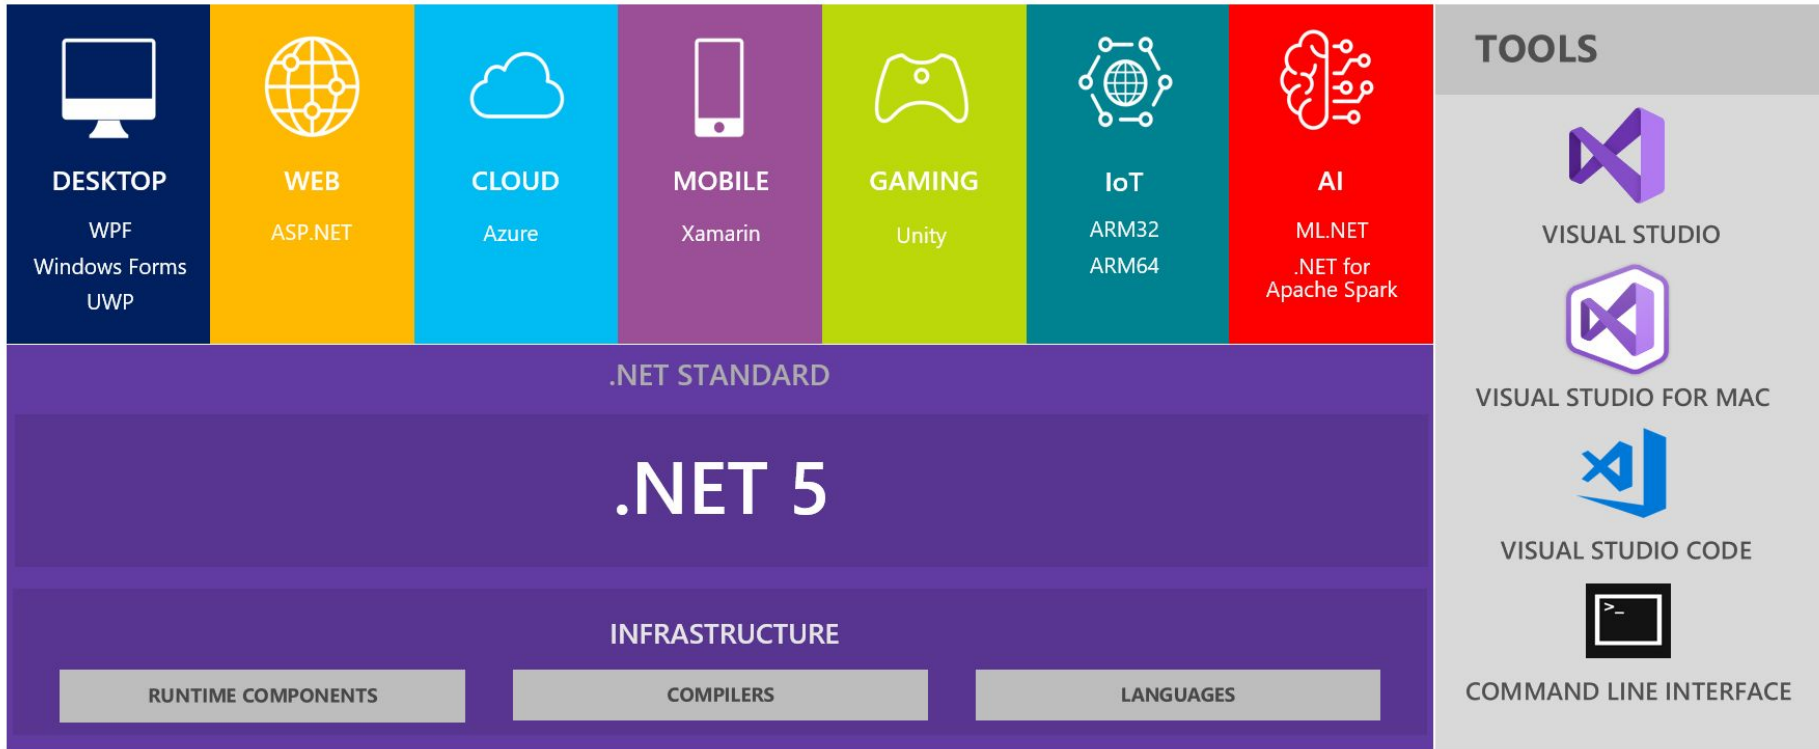 DESKTOP
WPF
Windows Forms
UWP
WEB
ASP.NET
CLOUD
Azure
MOBILE
Xamarin
GAMING
Unity
IoT
ARM32
ARM64
AI
ML.NET
.NET for
Apache Spark
.NET STANDARD
.NET 5
INFRASTRUCTURE
RUNTIME COMPONENTS
COMPILERS
LANGUAGES
TOOLS
VISUAL STUDIO
VISUAL STUDIO FOR MAC
VISUAL STUDIO CODE
>_
COMMAND LINE INTERFACE